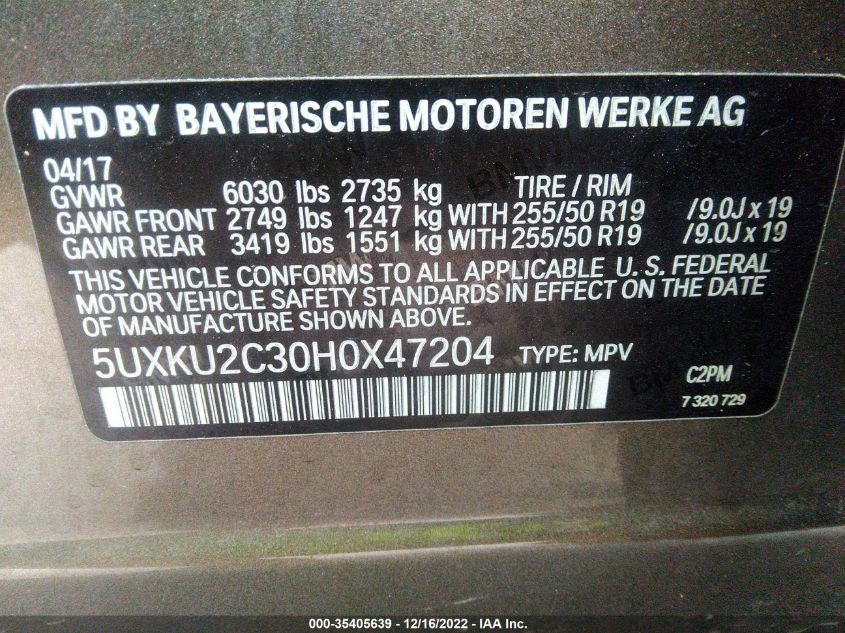 MFD BY BAYERISCHE MOTOREN WERKE AG
04/17
GVWR 6030 lbs 2735 kg TIRE / RIM
GAWR FRONT 2749 lbs 1247 kg WITH 255/50 R19 /9.0J x 19
GAWR REAR 3419 lbs 1551 kg WITH 255/50 R19 /9.0J x 19
THIS VEHICLE CONFORMS TO ALL APPLICABLE U. S. FEDERAL
MOTOR VEHICLE SAFETY STANDARDS IN EFFECT ON THE DATE
OF MANUFACTURE SHOWN ABOVE.
5UXKU2C30H0X47204 TYPE: MPV
C2PM
7 320 729
000-35405639 - 12/16/2022 - IAA Inc.